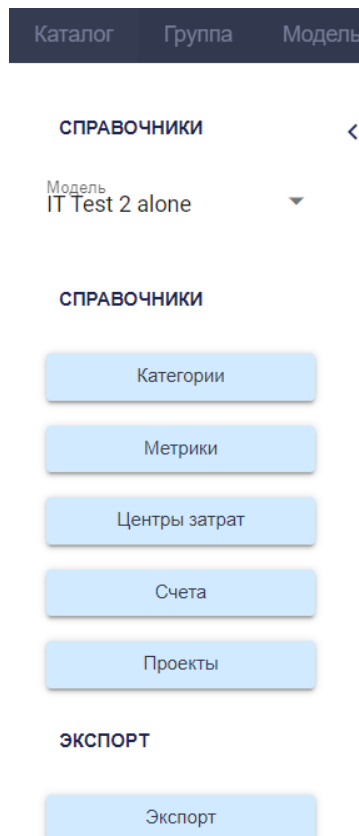 Каталог Группа Модель
СПРАВОЧНИКИ
Модель
IT Test 2 alone
СПРАВОЧНИКИ
Категории
Метрики
Центры затрат
Счета
Проекты
ЭКСПОРТ
Экспорт